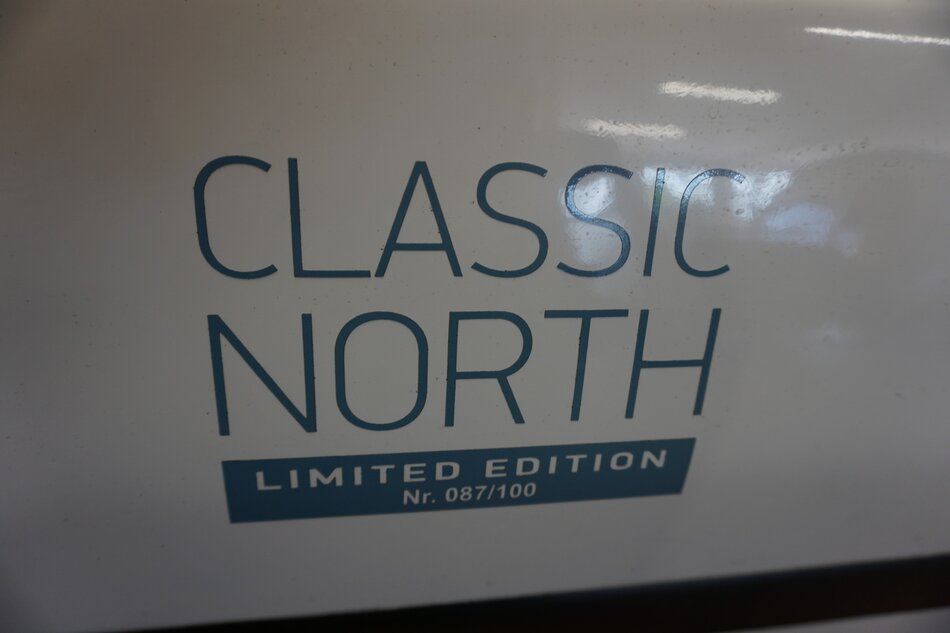 CLASSIC
NORTH
LIMITED EDITION
Nr. 087/100